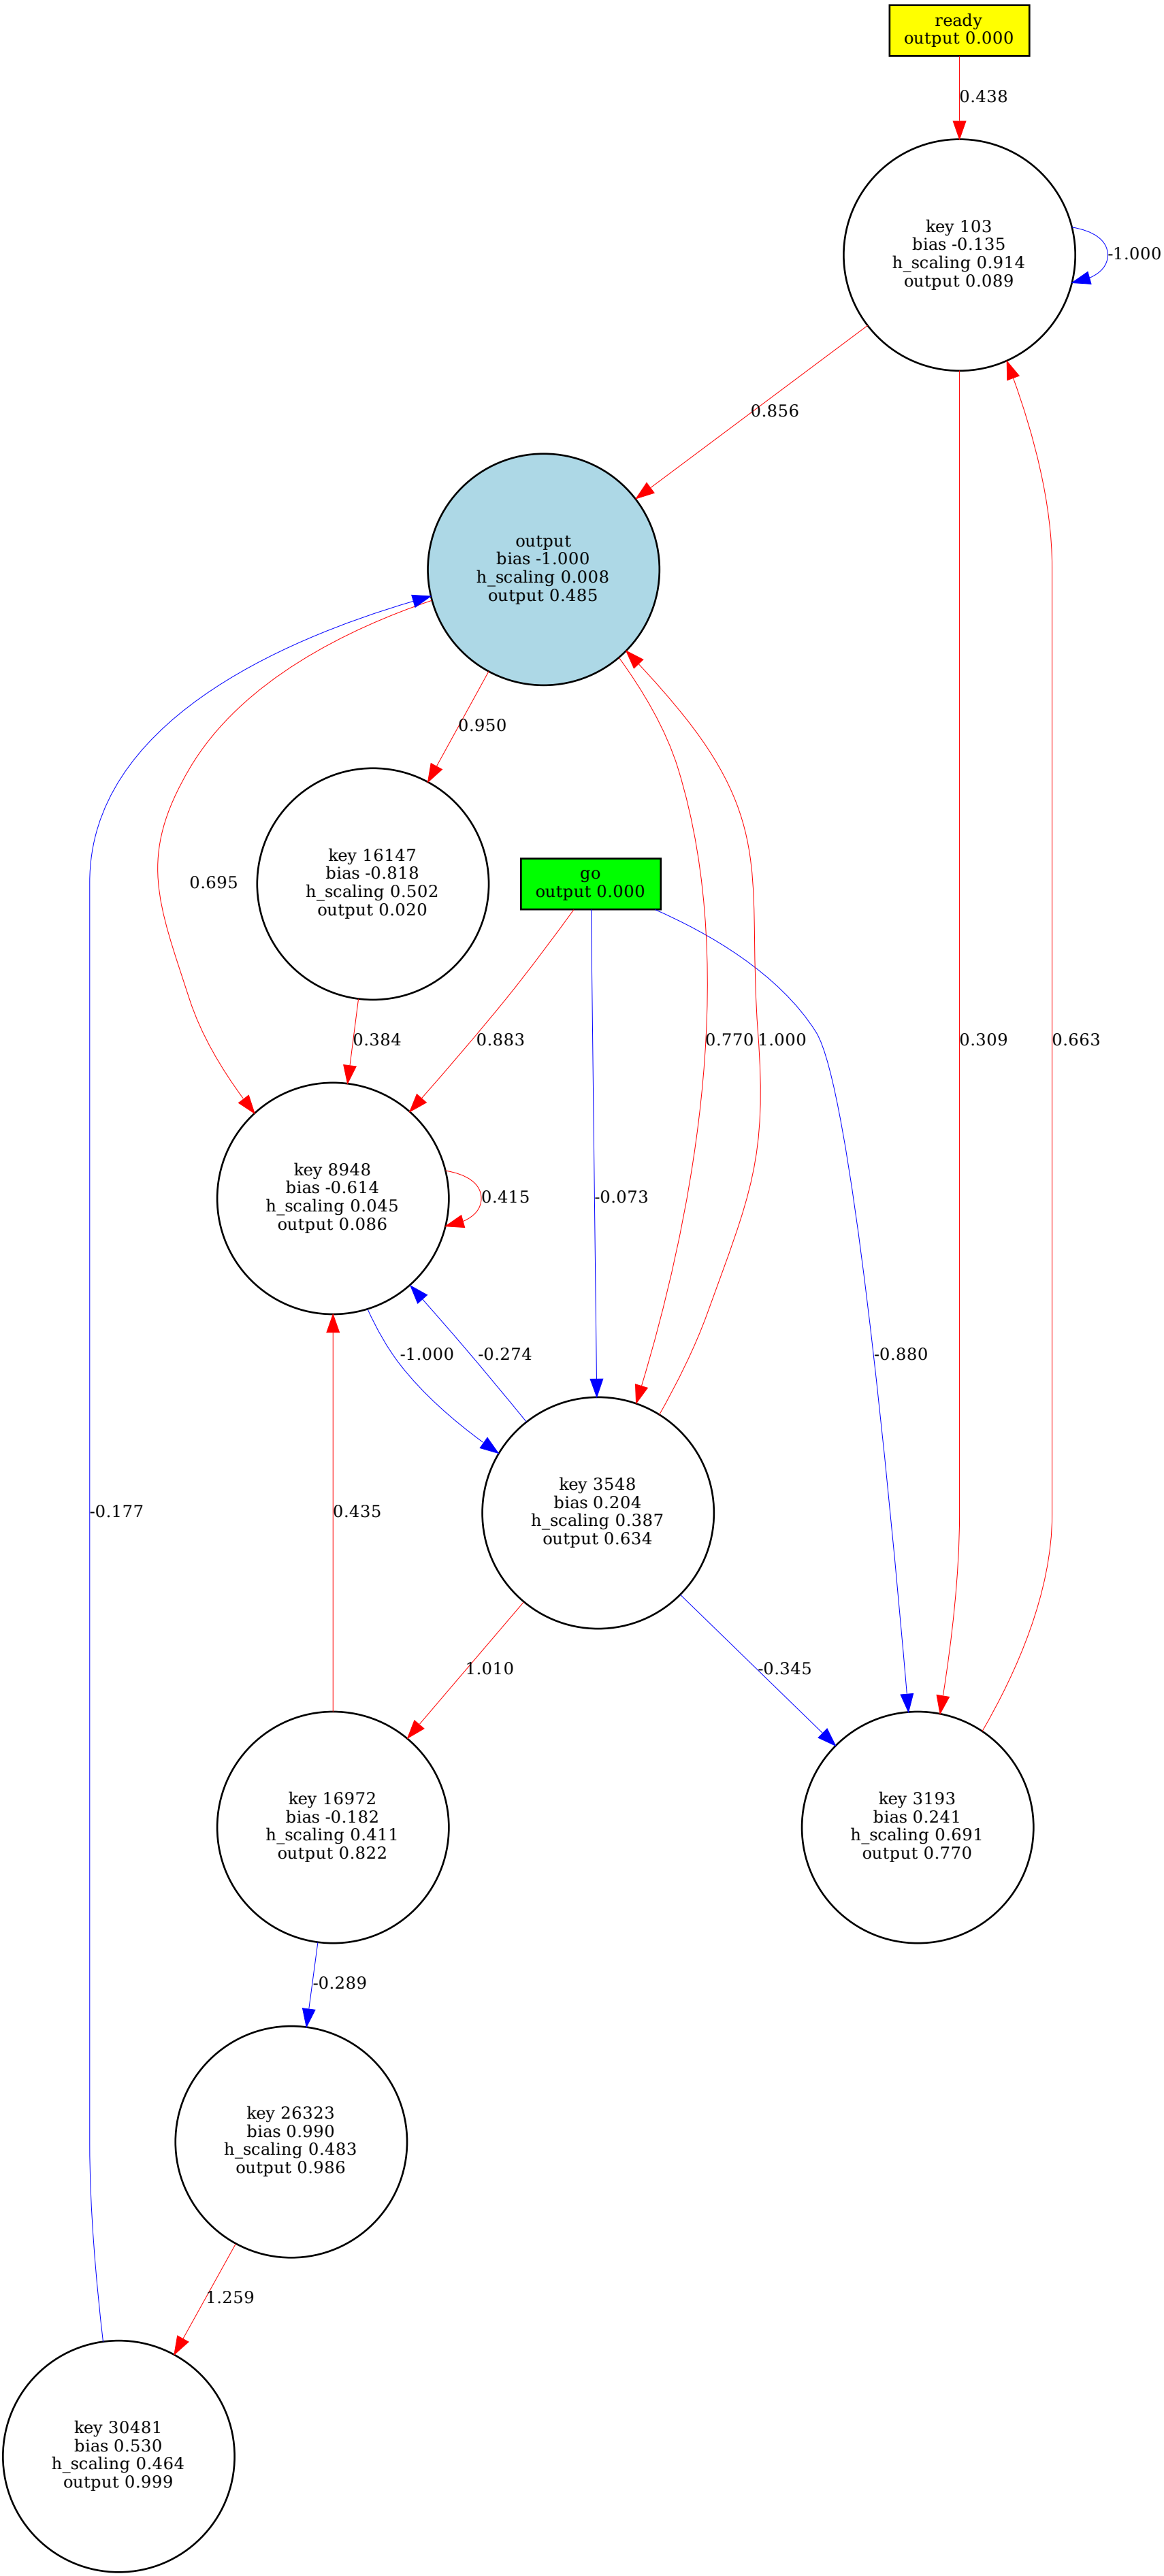 ready
output 0.000
0.438
key 103
bias -0.135
h_scaling 0.914
output 0.089
-1.000
0.856
output
bias -1.000
h_scaling 0.008
output 0.485
0.950
key 16147
bias -0.818
h_scaling 0.502
output 0.020
go
output 0.000
0.695
0.384
0.883
0.770
1.000
0.309
0.663
key 8948
bias -0.614
h_scaling 0.045
output 0.086
0.415
-0.073
-1.000
-0.274
-0.880
key 3548
bias 0.204
h_scaling 0.387
output 0.634
-0.177
0.435
1.010
-0.345
key 16972
bias -0.182
h_scaling 0.411
output 0.822
key 3193
bias 0.241
h_scaling 0.691
output 0.770
-0.289
key 26323
bias 0.990
h_scaling 0.483
output 0.986
1.259
key 30481
bias 0.530
h_scaling 0.464
output 0.999